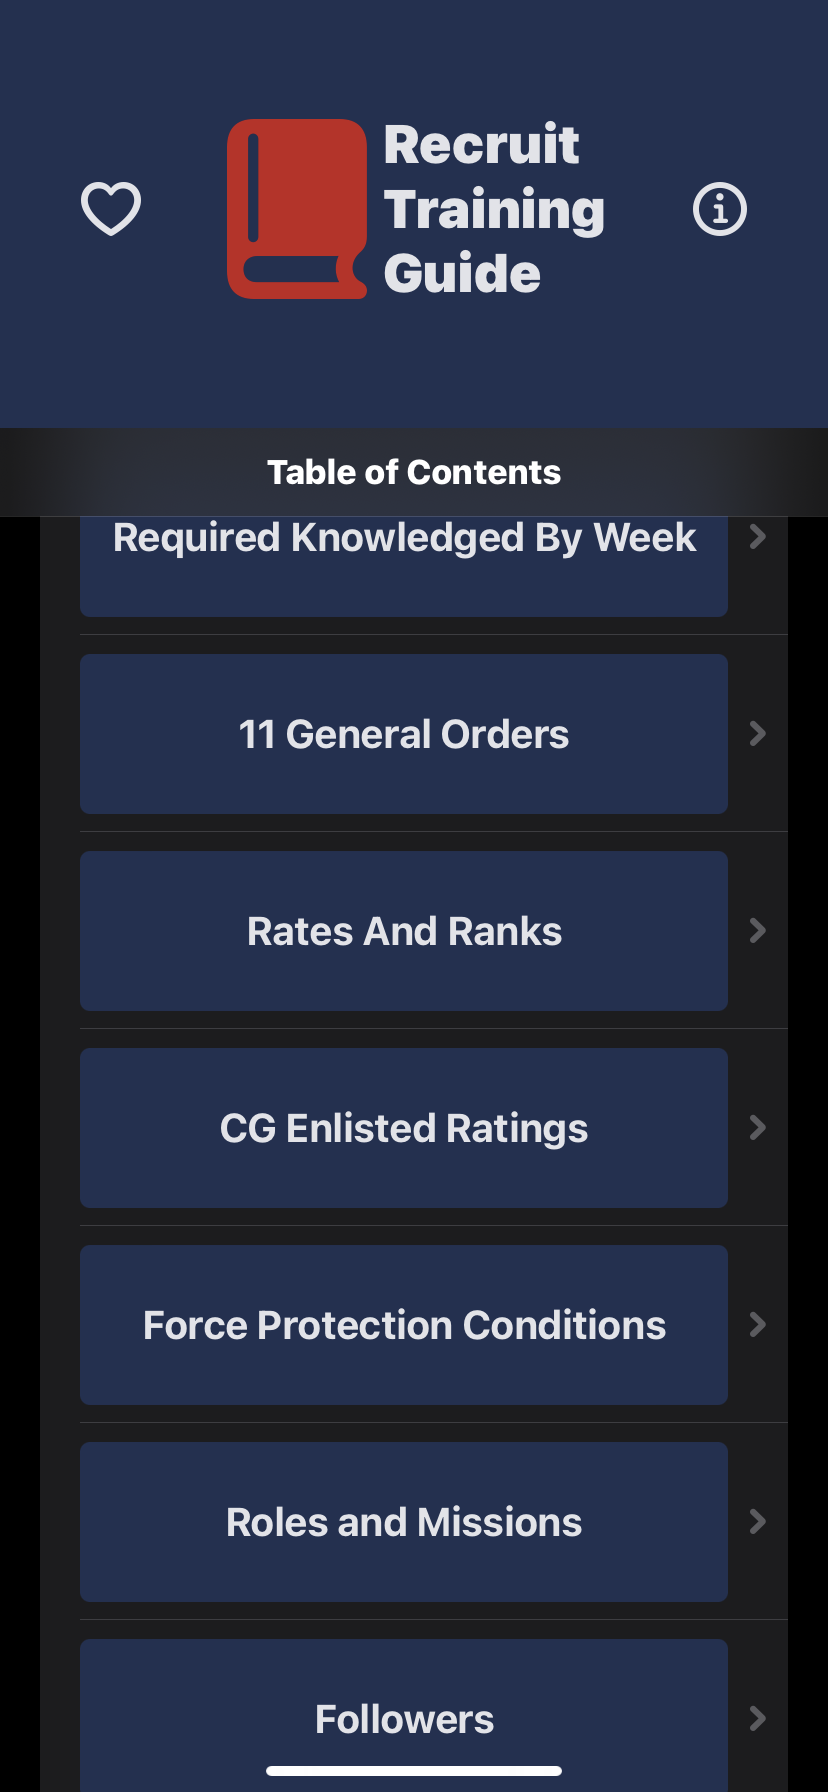 Recruit
Training
Guide
Table of Contents
Required Knowledged By Week
11 General Orders
Rates And Ranks
CG Enlisted Ratings
Force Protection Conditions
Roles and Missions
Followers